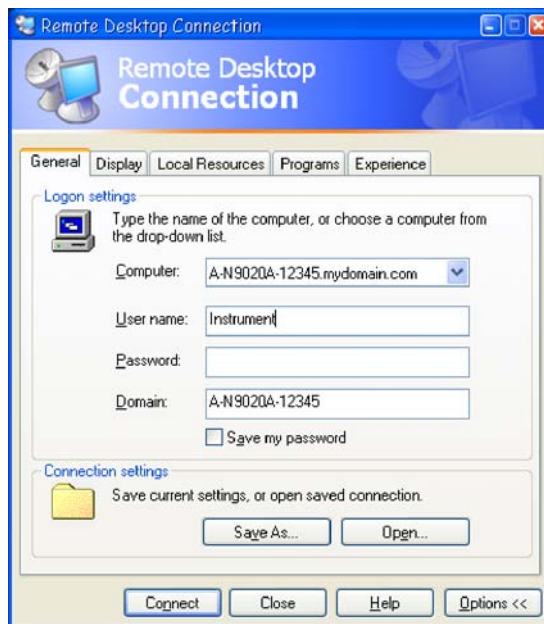 Remote Desktop Connection
Remote Desktop
Connection
General Display Local Resources Programs Experience
Logon settings
Type the name of the computer, or choose a computer from
the drop-down list.
Computer: A-N9020A-12345.mydomain.com
User name: Instrument
Password:
Domain: A-N9020A-12345
Save my password
Connection settings
Save current settings, or open saved connection.
Save As... Open...
Connect Close Help Options <<